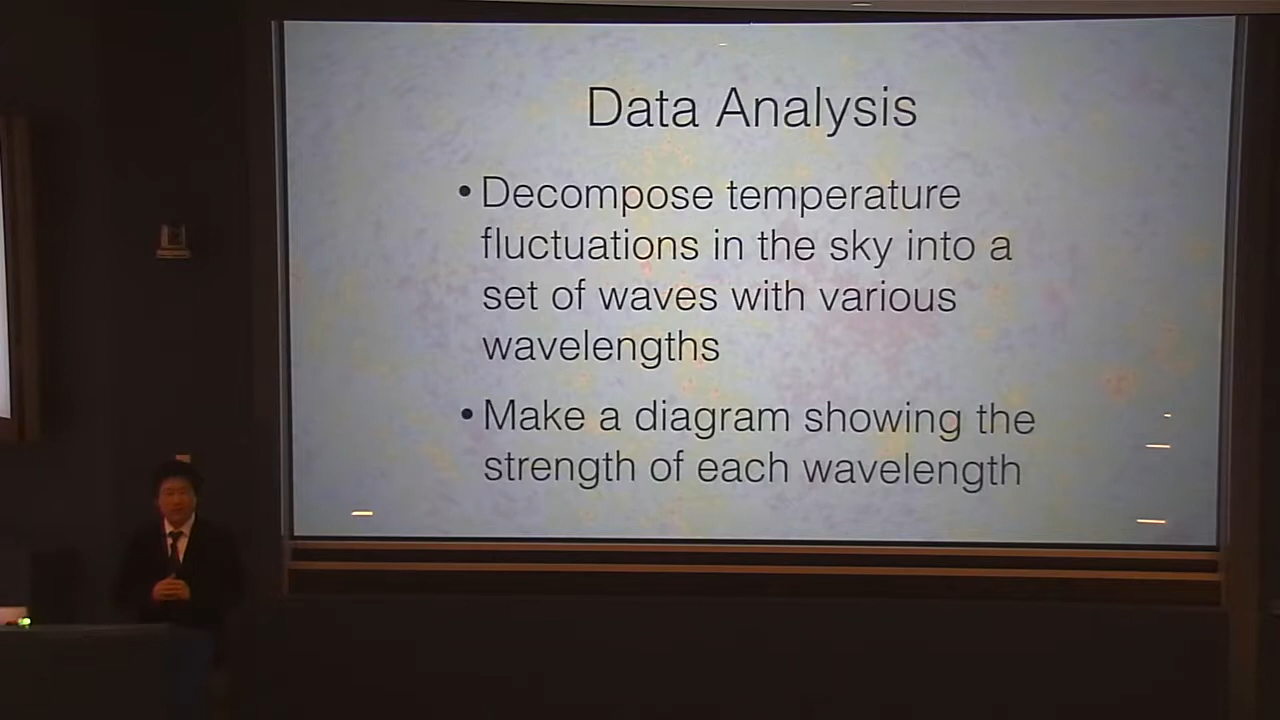 Data Analysis
• Decompose temperature
fluctuations in the sky into a
set of waves with various
wavelengths
• Make a diagram showing the
strength of each wavelength